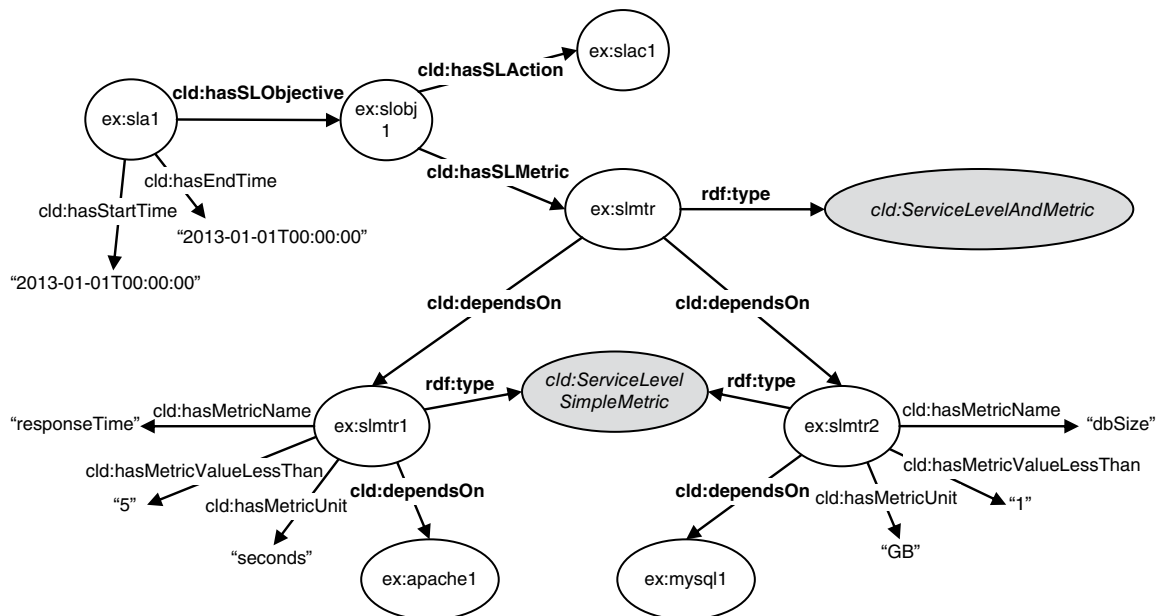 ex:slac1
cld:hasSLAction
cld:hasSLObjective
ex:sla1
ex:slobj
1
cld:hasEndTime
cld:hasSLMetric
cld:hasStartTime
rdf:type
ex:slmtr
cld:ServiceLevelAndMetric
“2013-01-01T00:00:00”
“2013-01-01T00:00:00”
cld:dependsOn
cld:dependsOn
cld:ServiceLevel
SimpleMetric
rdf:type
rdf:type
cld:hasMetricName
cld:hasMetricName
“responseTime”
ex:slmtr1
ex:slmtr2
“dbSize”
cld:hasMetricValueLessThan
cld:hasMetricValueLessThan
“5”
cld:hasMetricUnit
cld:dependsOn
cld:dependsOn
cld:hasMetricUnit
“1”
“seconds”
“GB”
ex:apache1
ex:mysql1